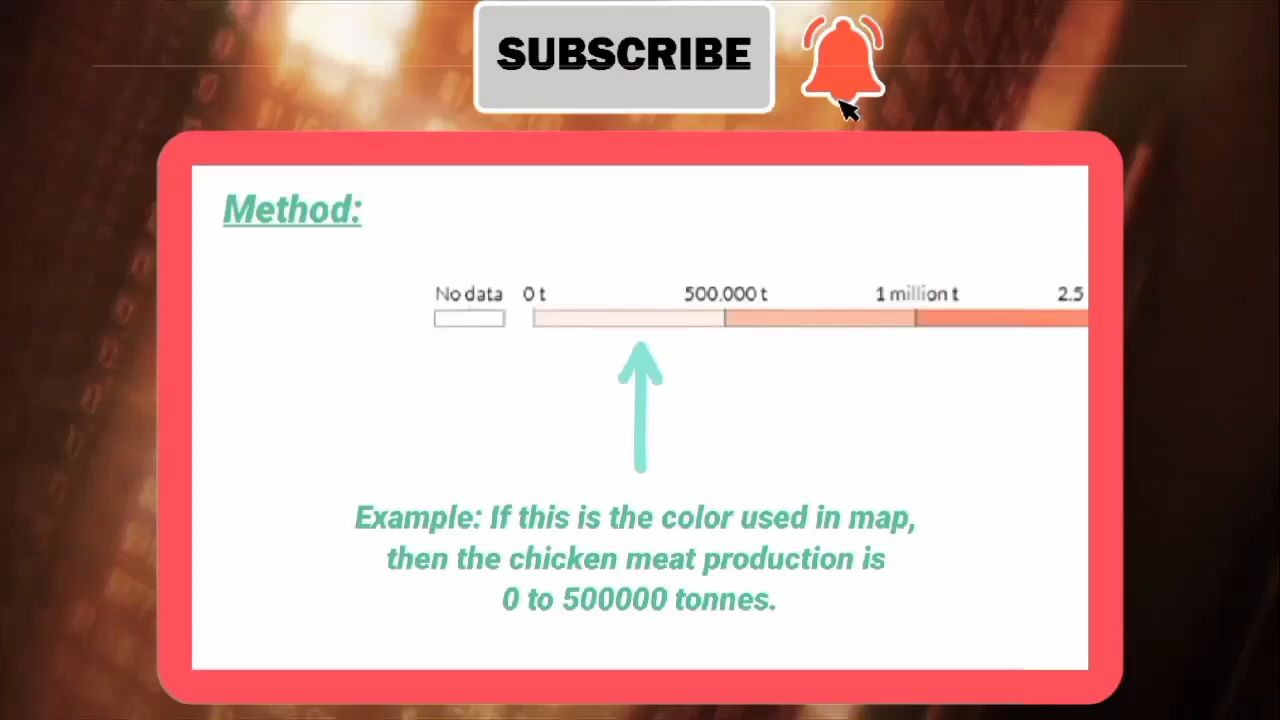 SUBSCRIBE
Method:
No data 0 t 500,000 t 1 million t 2.5
Example: If this is the color used in map,
then the chicken meat production is
0 to 500000 tonnes.